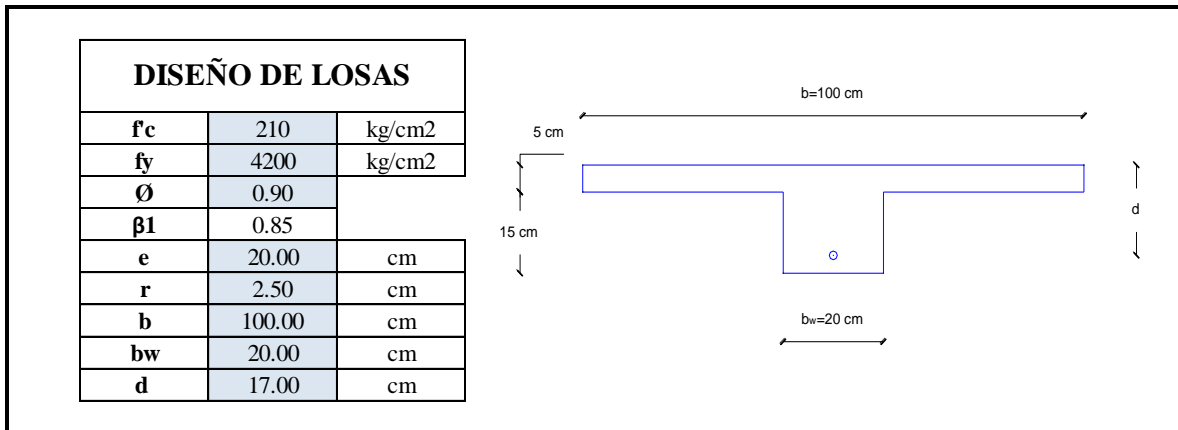 DISEÑO DE LOSAS
f'c 210 kg/cm2
fy 4200 kg/cm2
Ø 0.90
β1 0.85
e 20.00 cm
r 2.50 cm
b 100.00 cm
bw 20.00 cm
d 17.00 cm
b=100 cm
5 cm
15 cm
d
bw=20 cm